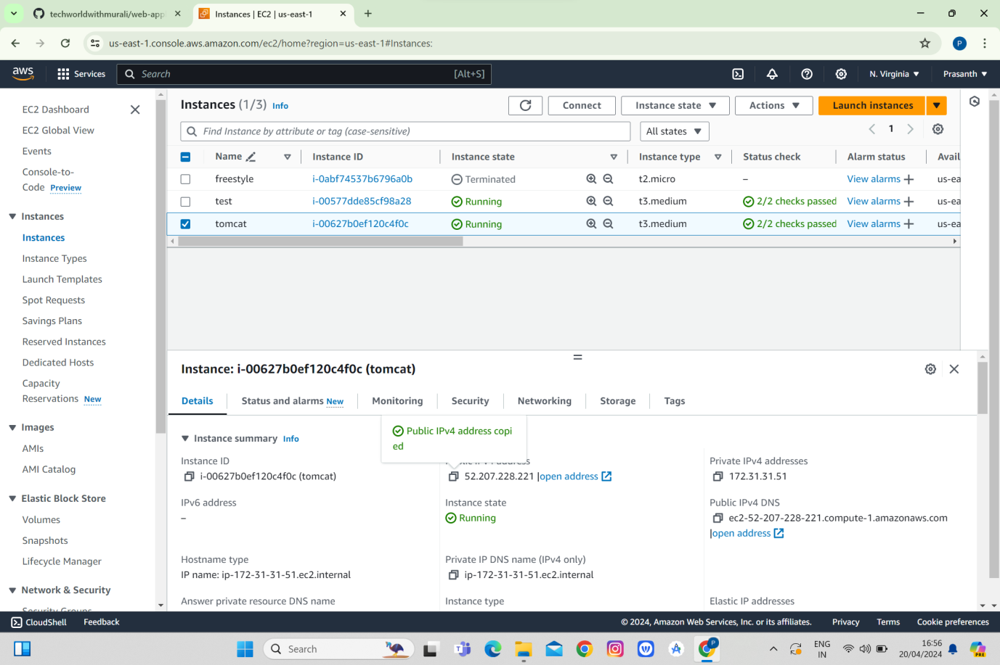 techworldwithmurali/web-app
Instances | EC2 | us-east-1
us-east-1.console.aws.amazon.com/ec2/home?region=us-east-1#Instances:
P
aws
Services
Search
[Alt+S]
N. Virginia
Prasanth
EC2 Dashboard
EC2 Global View
Events
Console-to-
Code Preview
Instances
Instances
Instance Types
Launch Templates
Spot Requests
Savings Plans
Reserved Instances
Dedicated Hosts
Capacity
Reservations New
Images
AMIs
AMI Catalog
Elastic Block Store
Volumes
Snapshots
Lifecycle Manager
Network & Security
Security Groups
Instances (1/3) Info
Connect
Instance state
Actions
Launch instances
Find Instance by attribute or tag (case-sensitive)
All states
1
Name Instance ID Instance state Instance type Status check Alarm status Avail
freestyle i-0abf74537b6796a0b Terminated t2.micro – View alarms + us-ea
test i-00577dde85cf98a28 Running t3.medium 2/2 checks passed View alarms + us-ea
tomcat i-00627b0ef120c4f0c Running t3.medium 2/2 checks passed View alarms + us-ea
Instance: i-00627b0ef120c4f0c (tomcat)
Details
Status and alarms New
Monitoring
Security
Networking
Storage
Tags
Public IPv4 address copi
ed
Instance summary Info
Instance ID
i-00627b0ef120c4f0c (tomcat)
52.207.228.221 |open address
Private IPv4 addresses
172.31.31.51
IPv6 address
–
Instance state
Running
Public IPv4 DNS
ec2-52-207-228-221.compute-1.amazonaws.com
|open address
Hostname type
IP name: ip-172-31-31-51.ec2.internal
Private IP DNS name (IPv4 only)
ip-172-31-31-51.ec2.internal
Answer private resource DNS name
Instance type
Elastic IP addresses
CloudShell
Feedback
© 2024, Amazon Web Services, Inc. or its affiliates.
Privacy
Terms
Cookie preferences
Search
ENG
IN
16:56
20/04/2024
PRE